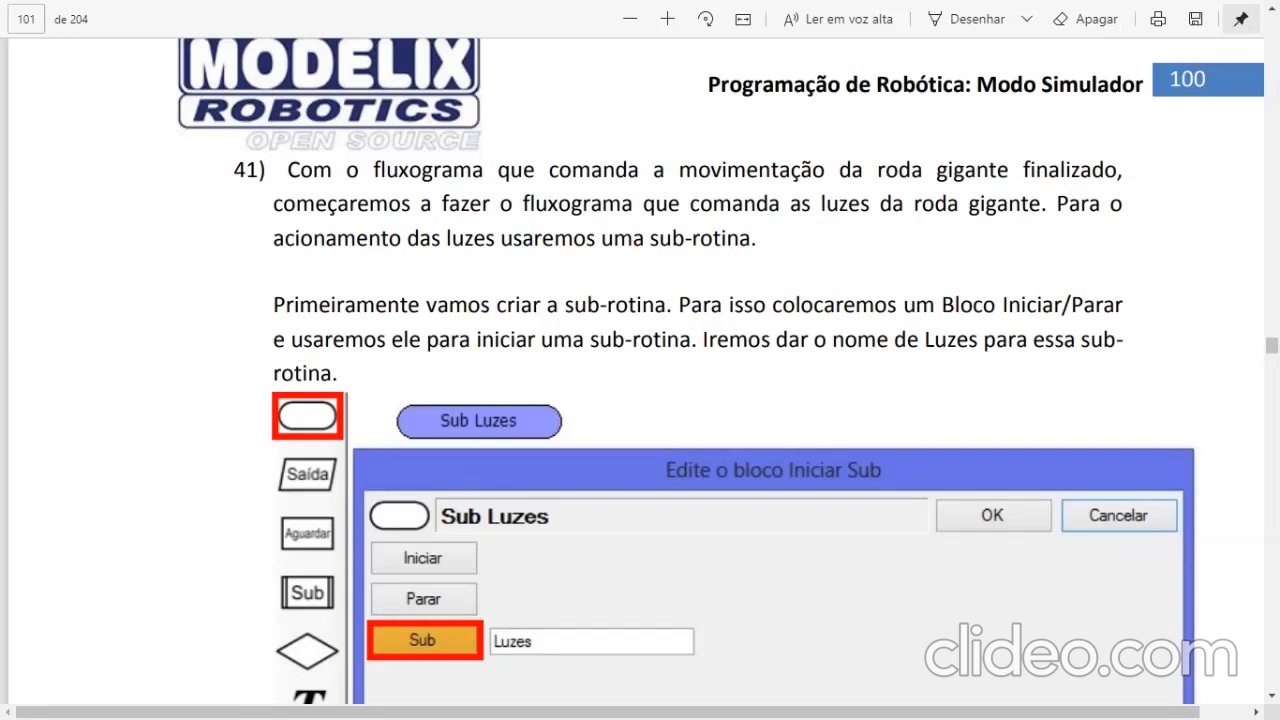 101 de 204 Ler em voz alta Desenhar Apagar
MODELIX
ROBOTICS
OPEN SOURCE
Programação de Robótica: Modo Simulador 100
41) Com o fluxograma que comanda a movimentação da roda gigante finalizado,
começaremos a fazer o fluxograma que comanda as luzes da roda gigante. Para o
acionamento das luzes usaremos uma sub-rotina.
Primeiramente vamos criar a sub-rotina. Para isso colocaremos um Bloco Iniciar/Parar
e usaremos ele para iniciar uma sub-rotina. Iremos dar o nome de Luzes para essa sub-
rotina.
Sub Luzes
Saída
Aguardar
Sub
Edite o bloco Iniciar Sub
Sub Luzes OK Cancelar
Iniciar
Parar
Sub Luzes
clideo.com